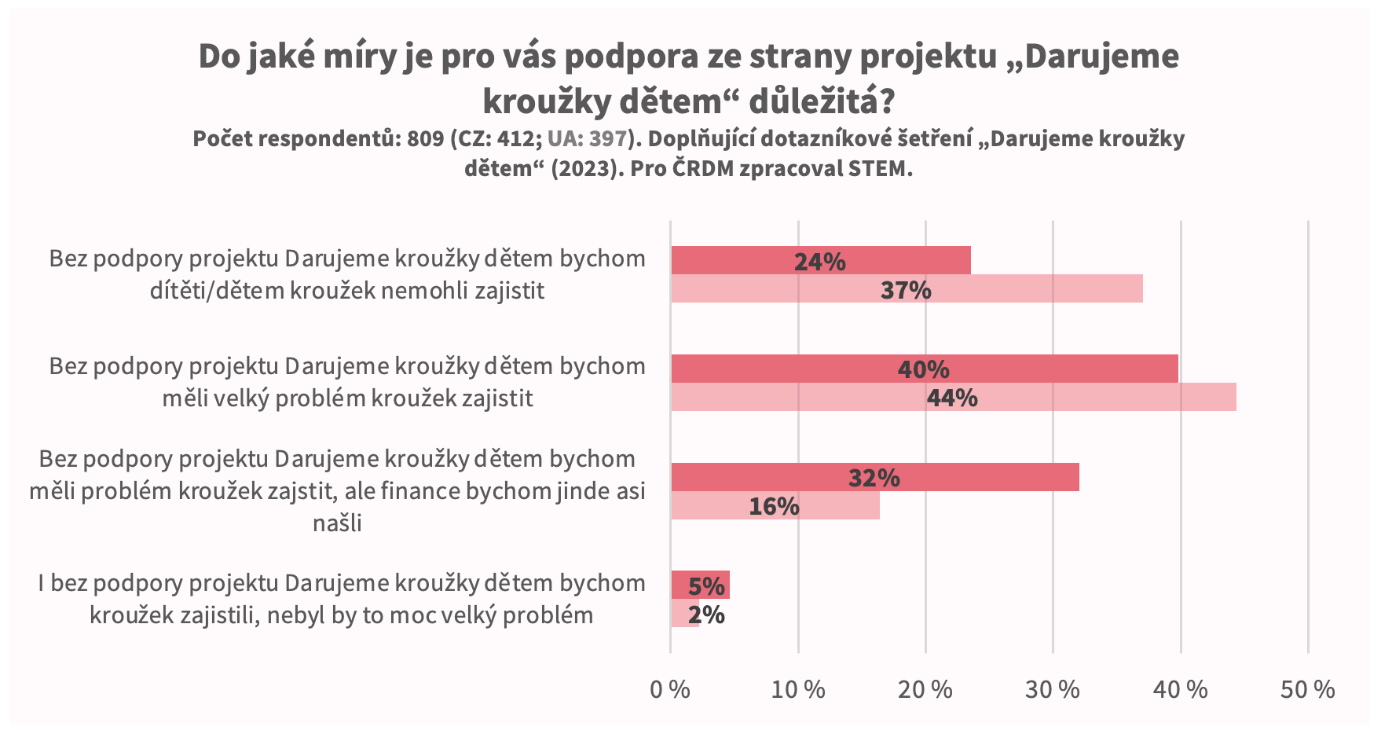 Do jaké míry je pro vás podpora ze strany projektu „Darujeme
kroužky dětem“ důležitá?
Počet respondentů: 809 (CZ: 412; UA: 397). Doplňující dotazníkové šetření „Darujeme kroužky
dětem“ (2023). Pro ČRDM zpracoval STEM.
Bez podpory projektu Darujeme kroužky dětem bychom
dítěti/dětem kroužek nemohli zajistit
24%
37%
Bez podpory projektu Darujeme kroužky dětem bychom
měli velký problém kroužek zajistit
40%
44%
Bez podpory projektu Darujeme kroužky dětem bychom
měli problém kroužek zajstit, ale finance bychom jinde asi
našli
32%
16%
I bez podpory projektu Darujeme kroužky dětem bychom
kroužek zajistili, nebyl by to moc velký problém
5%
2%
0 %
10 %
20 %
30 %
40 %
50 %